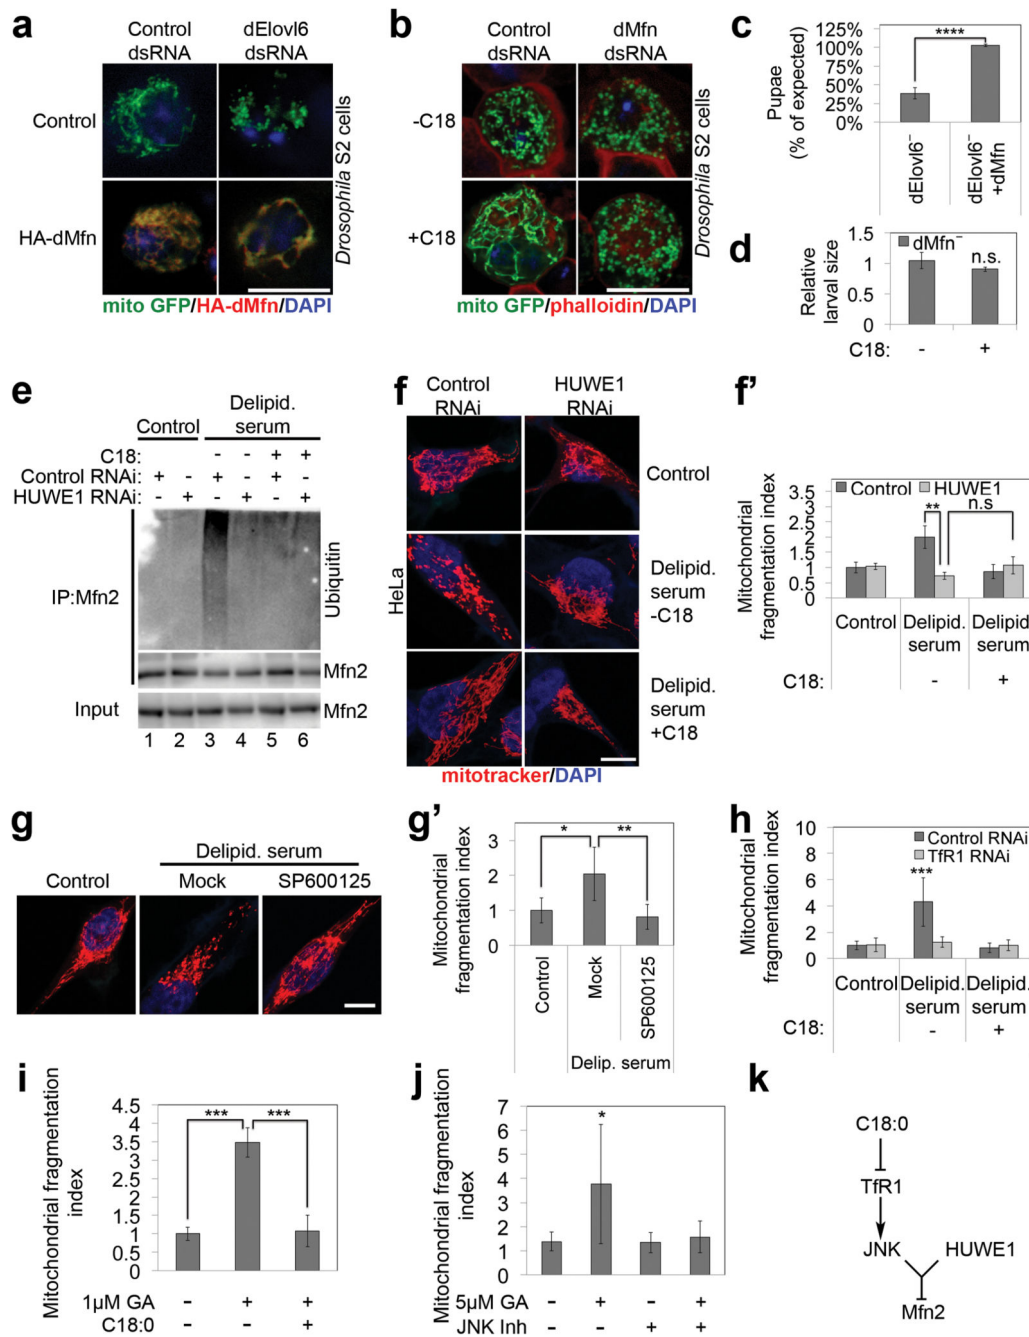 a
Control dsRNA
dElovl6 dsRNA
Control
HA-dMfn
Drosophila S2 cells
mito GFP/HA-dMfn/DAPI
b
Control dsRNA
dMfn dsRNA
-C18
+C18
Drosophila S2 cells
mito GFP/phalloidin/DAPI
c
Pupae (% of expected)
125%
100%
75%
50%
25%
0%
****
dElovl6⁻
dElovl6⁻ +dMfn
d
Relative larval size
1.5
1
0.5
0
dMfn⁻
n.s.
C18: - +
e
Control
Delipid. serum
C18: - - + +
Control RNAi: + - + - + -
HUWE1 RNAi: - + - + - +
IP:Mfn2
Ubiquitin
Mfn2
Input
Mfn2
1 2 3 4 5 6
f
Control RNAi
HUWE1 RNAi
HeLa
Control
Delipid. serum -C18
Delipid. serum +C18
mitotracker/DAPI
f'
Mitochondrial fragmentation index
3.5
3
2.5
2
1.5
1
0.5
0
Control HUWE1
**
n.s
Control
Delipid. serum
Delipid. serum
C18: - +
g
Delipid. serum
Control
Mock
SP600125
g'
Mitochondrial fragmentation index
3
2
1
0
*
**
Control
Mock
SP600125
Delip. serum
h
Mitochondrial fragmentation index
10
8
6
4
2
0
Control RNAi
TfR1 RNAi
***
Control
Delipid. serum
Delipid. serum
C18: - +
i
Mitochondrial fragmentation index
4.5
4
3.5
3
2.5
2
1.5
1
0.5
0
***
***
1µM GA - + +
C18:0 - - +
j
Mitochondrial fragmentation index
7
6
5
4
3
2
1
0
*
5µM GA - + - +
JNK Inh - - + +
k
C18:0
TfR1
JNK
HUWE1
Mfn2